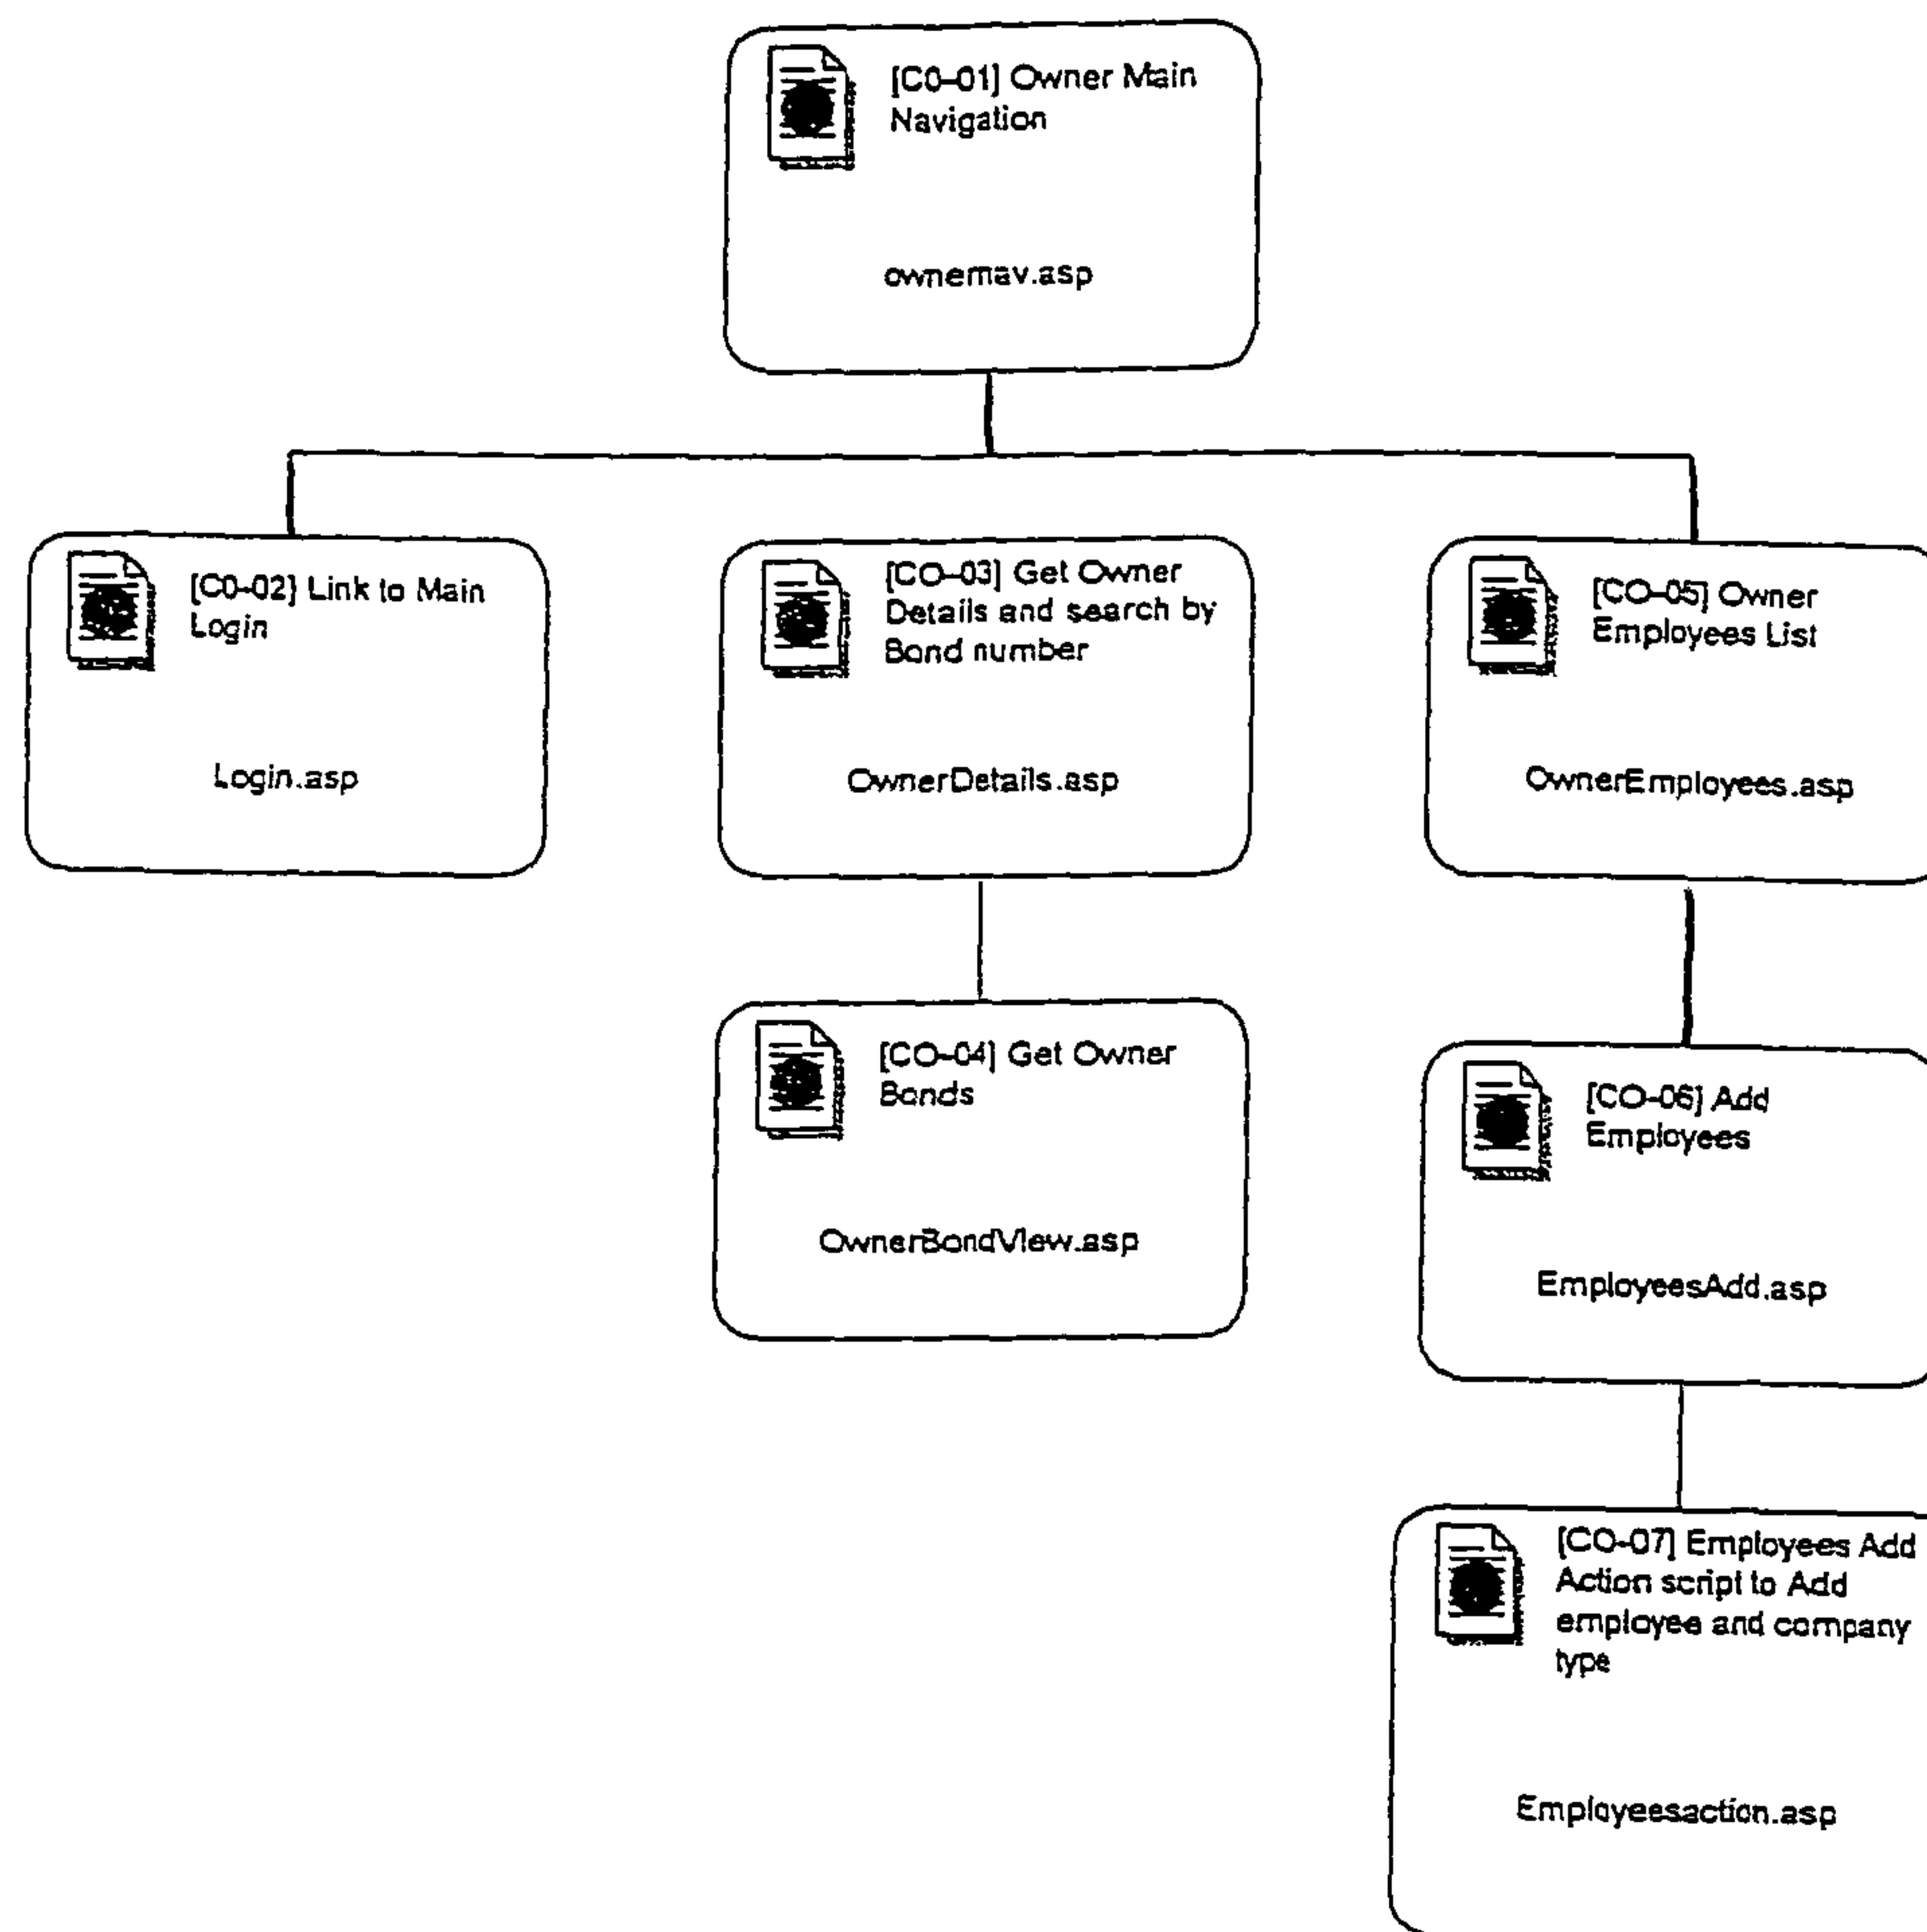 [C0-01] Owner Main
Navigation
ownernav.asp
[C0-02] Link to Main
Login
Login.asp
[CO-03] Get Owner
Details and search by
Bond number
OwnerDetails.asp
[CO-05] Owner
Employees List
OwnerEmployees.asp
[CO-04] Get Owner
Bonds
OwnerBondView.asp
[CO-06] Add
Employees
EmployeesAdd.asp
[CO-07] Employees Add
Action script to Add
employee and company
type
Employeesaction.asp